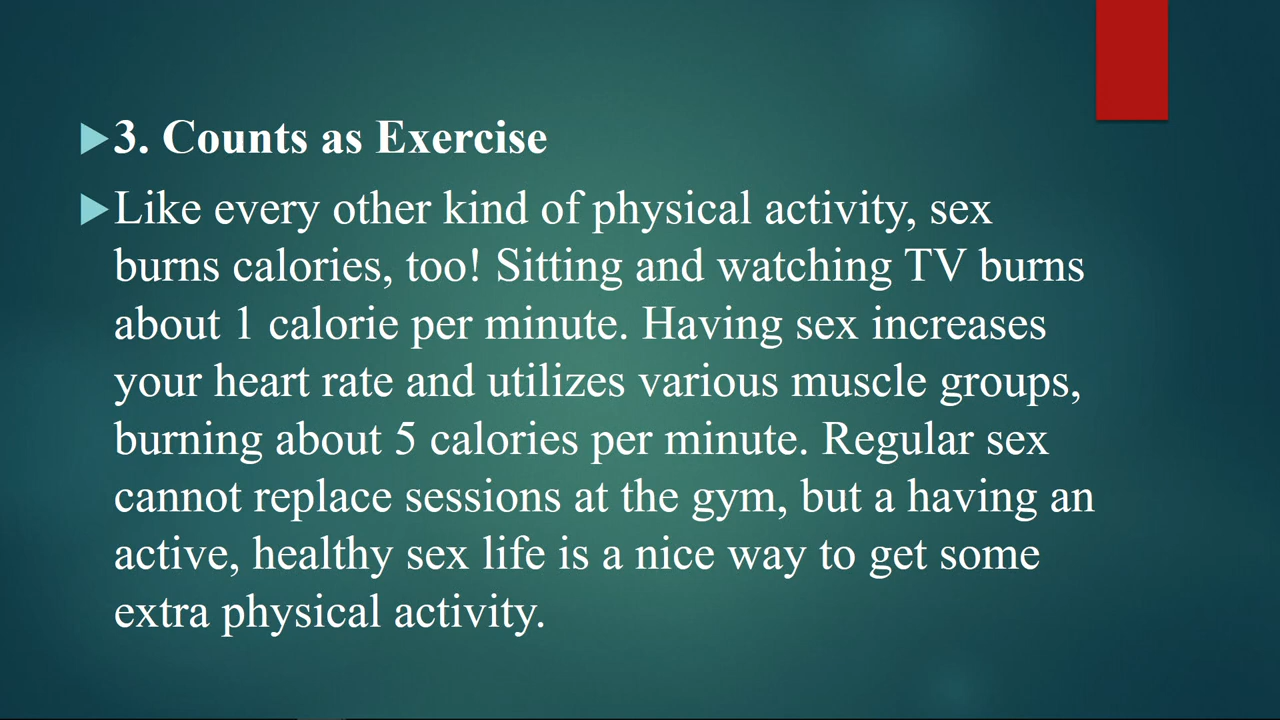 3. Counts as Exercise
Like every other kind of physical activity, sex
burns calories, too! Sitting and watching TV burns
about 1 calorie per minute. Having sex increases
your heart rate and utilizes various muscle groups,
burning about 5 calories per minute. Regular sex
cannot replace sessions at the gym, but a having an
active, healthy sex life is a nice way to get some
extra physical activity.